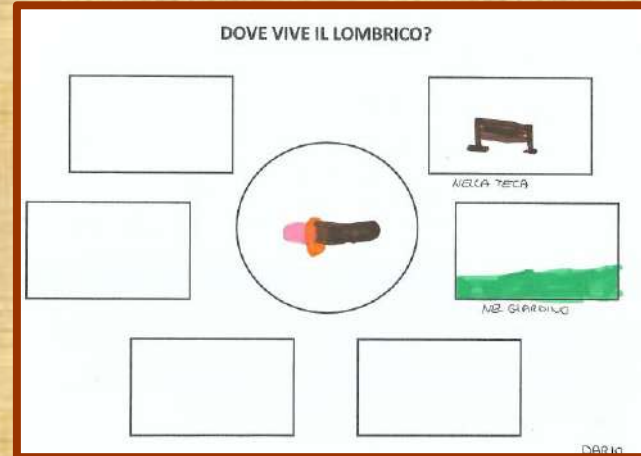 DOVE VIVE IL LOMBRICO?
NELLA TECA
NEL GIARDINO
DARIO